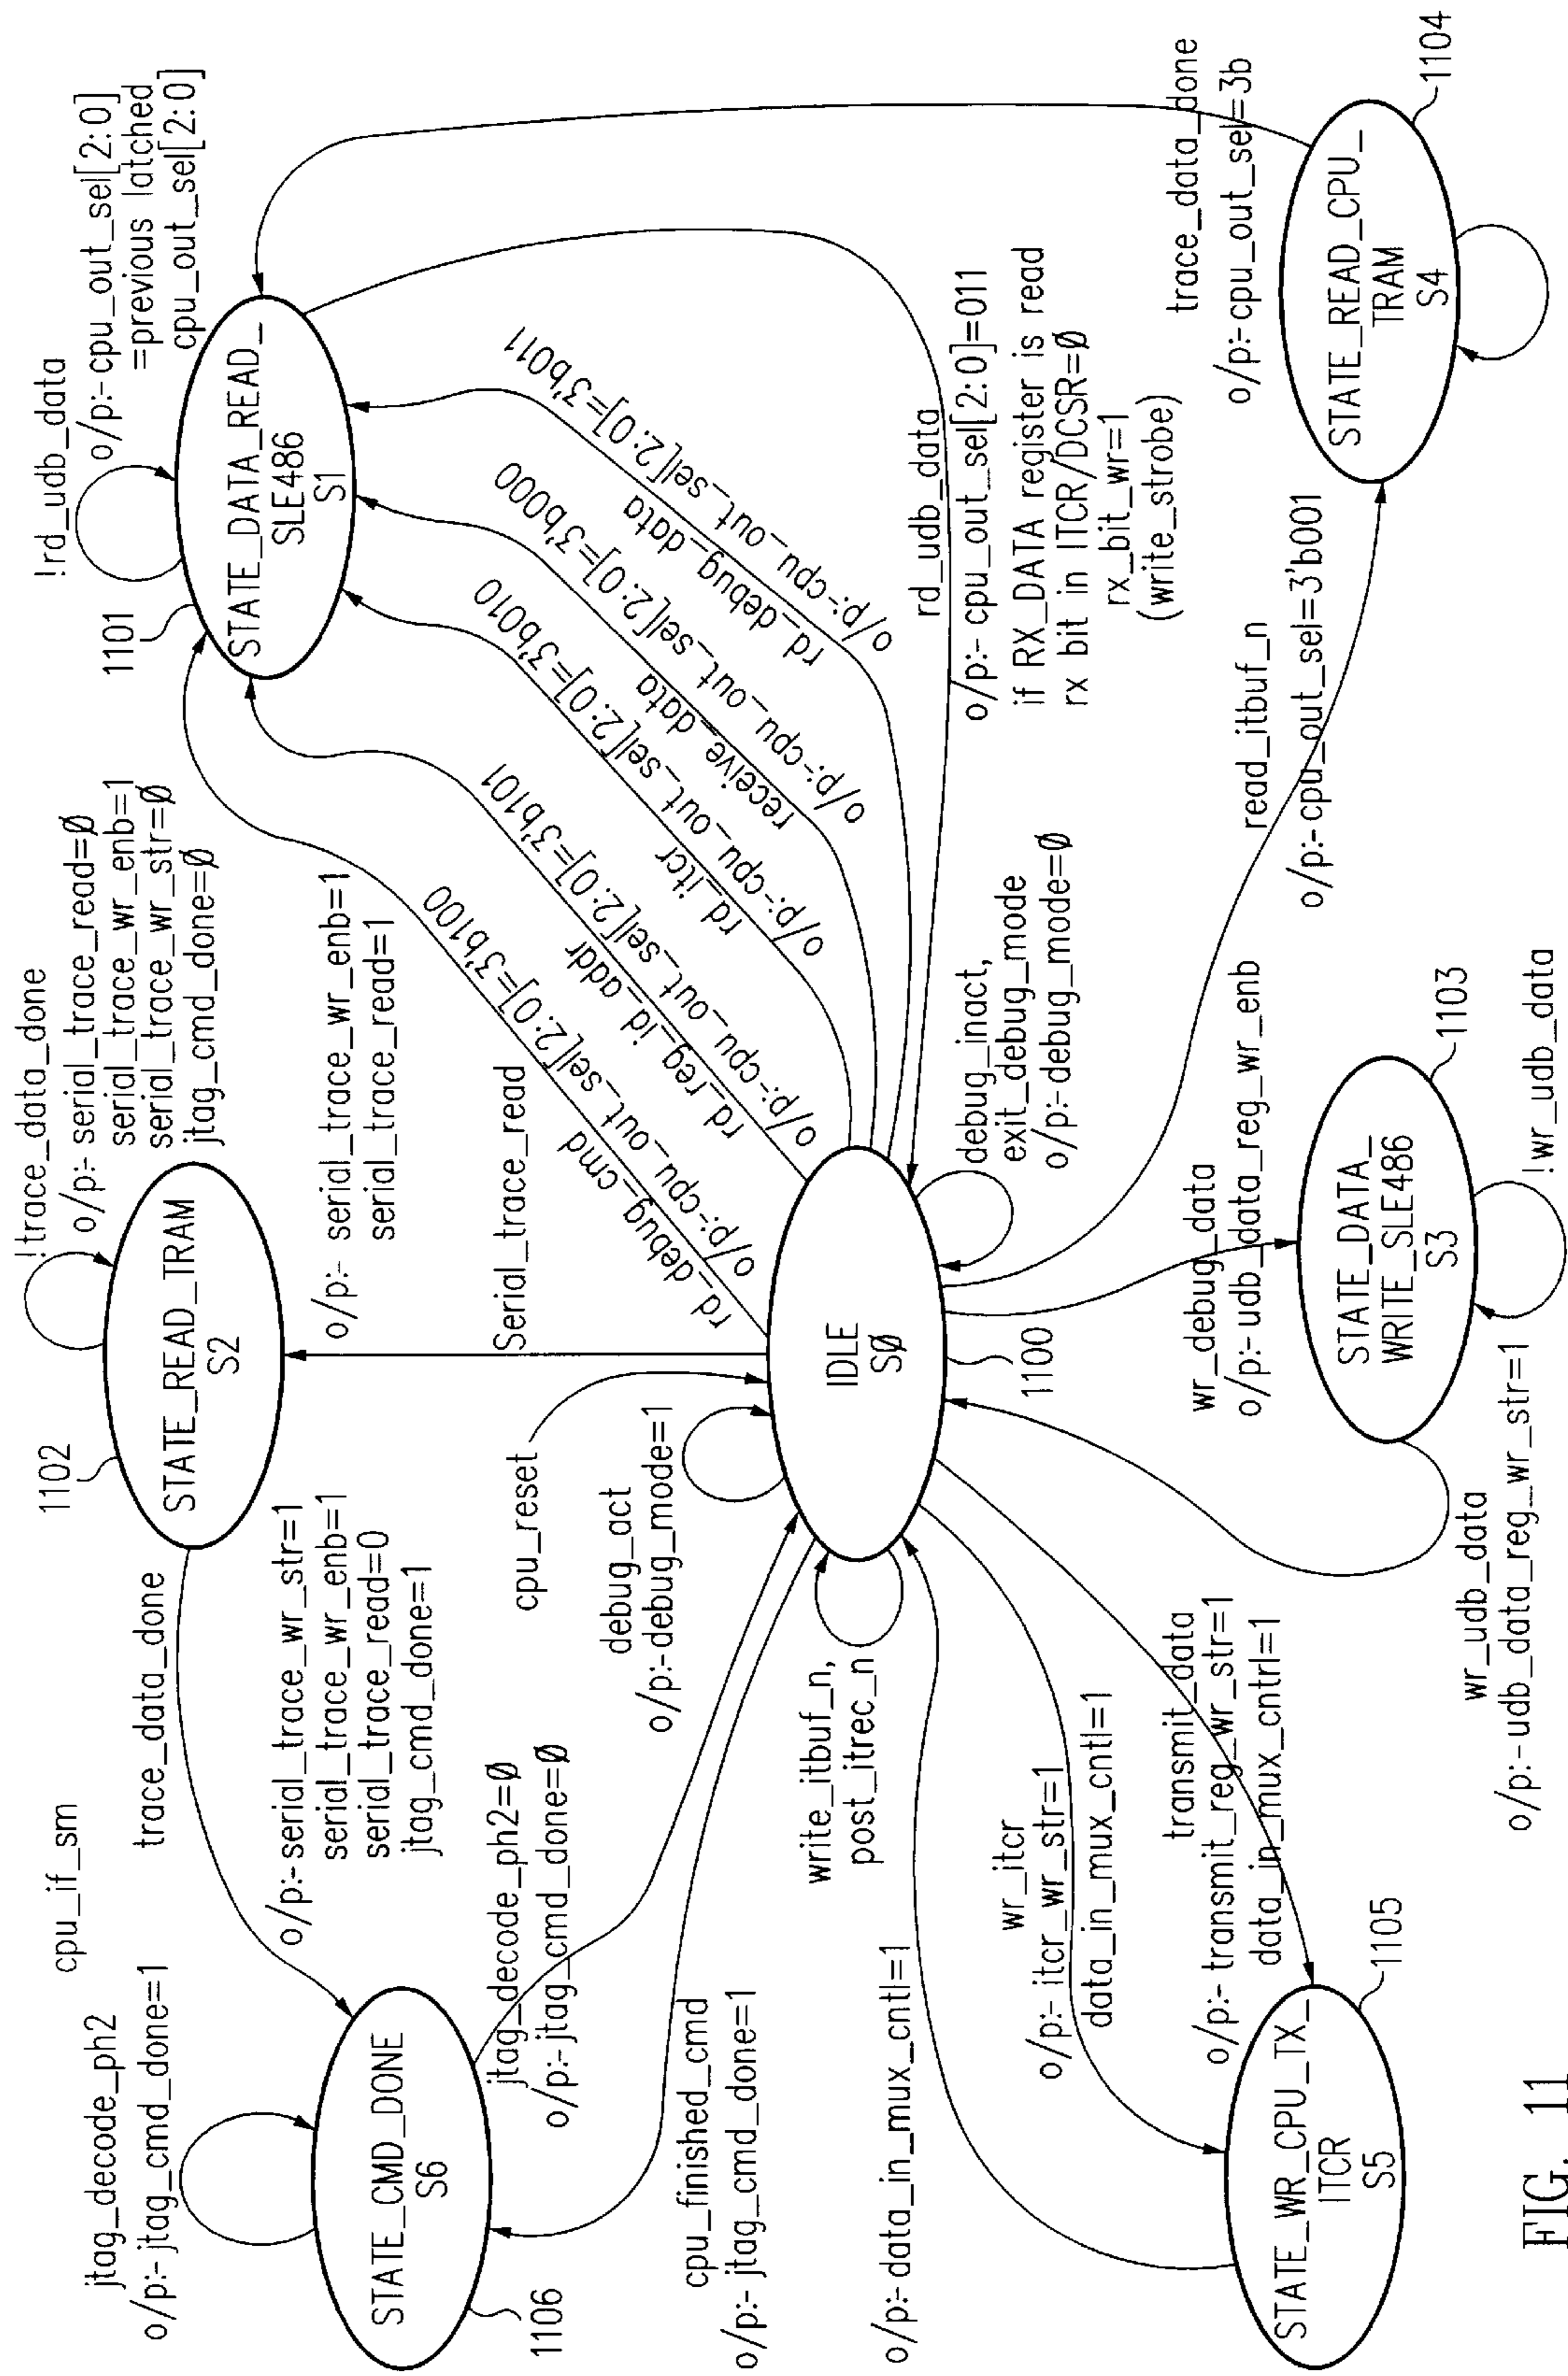 cpu_if_sm
jtag_decode_ph2
o/p:-jtag_cmd_done=1
STATE_CMD_DONE
S6
1106
trace_data_done
o/p:-serial_trace_wr_str=1
serial_trace_wr_enb=1
serial_trace_read=0
jtag_cmd_done=1
1102
STATE_READ_TRAM
S2
!trace_data_done
o/p:-serial_trace_read=Ø
serial_trace_wr_enb=1
serial_trace_wr_str=Ø
jtag_cmd_done=Ø
o/p:- serial_trace_wr_enb=1
serial_trace_read=1
Serial_trace_read
!rd_udb_data
o/p:-cpu_out_sel[2:0]
=previous latched
cpu_out_sel[2:0]
1101
STATE_DATA_READ_
SLE486
S1
rd_debug_cmd
o/p:-cpu_out_sel[2:0]=3'b100
rd_reg_id_addr
o/p:-cpu_out_sel[2:0]=3'b101
rd_itcr
o/p:-cpu_out_sel[2:0]=3'b010
receive_data
o/p:-cpu_out_sel[2:0]=3'b000
rd_debug_data
o/p:-cpu_out_sel[2:0]=3'b011
rd_udb_data
o/p:-cpu_out_sel[2:0]=011
if RX_DATA register is read
rx bit in ITCR/DCSR=Ø
rx_bit_wr=1
(write_strobe)
trace_data_done
o/p:-cpu_out_sel=3b
STATE_READ_CPU_
TRAM
S4
1104
cpu_reset
debug_act
o/p:-debug_mode=1
jtag_decode_ph2=Ø
o/p:-jtag_cmd_done=Ø
cpu_finished_cmd
o/p:- jtag_cmd_done=1
write_itbuf_n,
post_itrec_n
IDLE
SØ
1100
debug_inact,
exit_debug_mode
o/p:-debug_mode=Ø
read_itbuf_n
o/p:-cpu_out_sel=3'b001
o/p:-data_in_mux_cntl=1
wr_itcr
o/p:- itcr_wr_str=1
data_in_mux_cntl=1
transmit_data
o/p:- transmit_reg_wr_str=1
data_in_mux_cntrl=1
STATE_WR_CPU_TX_
ITCR
S5
1105
wr_debug_data
o/p:- udb_data_reg_wr_enb
STATE_DATA_
WRITE_SLE486
S3
1103
!wr_udb_data
wr_udb_data
o/p:-udb_data_reg_wr_str=1
FIG. 11